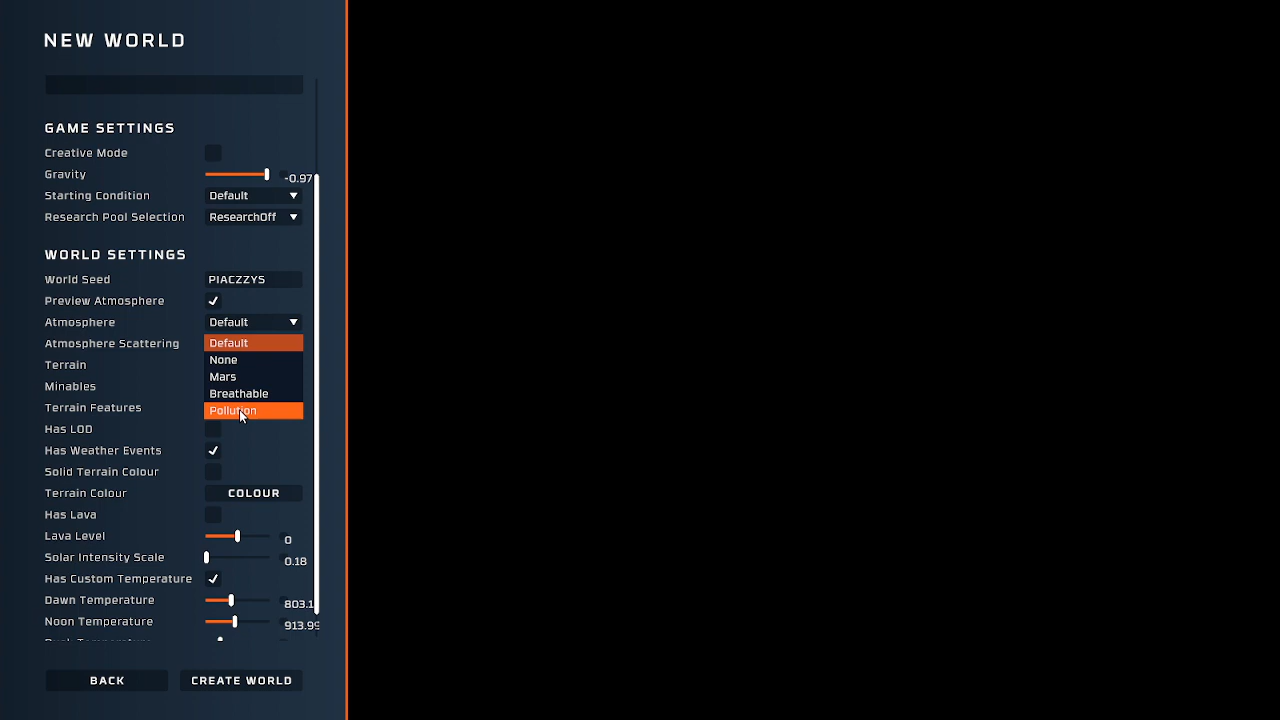 NEW WORLD
GAME SETTINGS
Creative Mode
Gravity -0.97
Starting Condition Default
Research Pool Selection ResearchOff
WORLD SETTINGS
World Seed PIACZZYS
Preview Atmosphere
Atmosphere Default
Atmosphere Scattering Default
None
Terrain
Mars
Minables
Breathable
Terrain Features Pollution
Has LOD
Has Weather Events
Solid Terrain Colour
Terrain Colour COLOUR
Has Lava
Lava Level 0
Solar Intensity Scale 0.18
Has Custom Temperature
Dawn Temperature 803.1
Noon Temperature 913.99
BACK CREATE WORLD